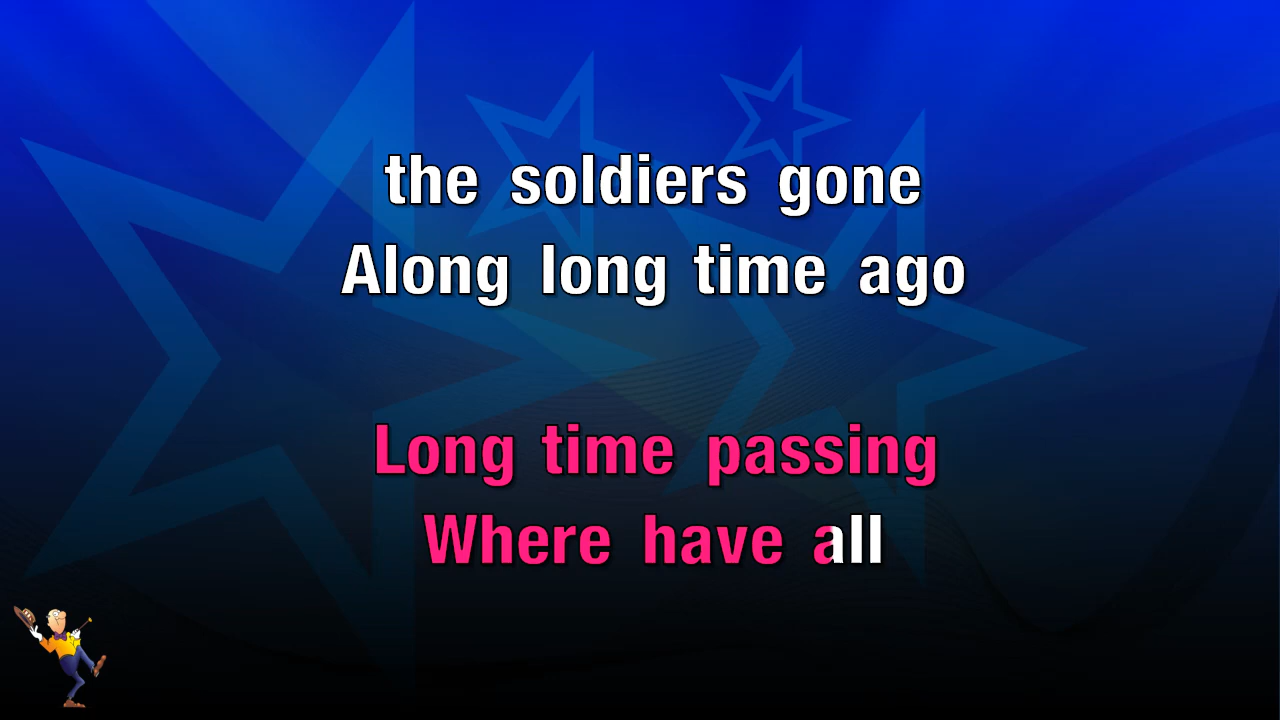 the soldiers gone
Along long time ago
Long time passing
Where have all